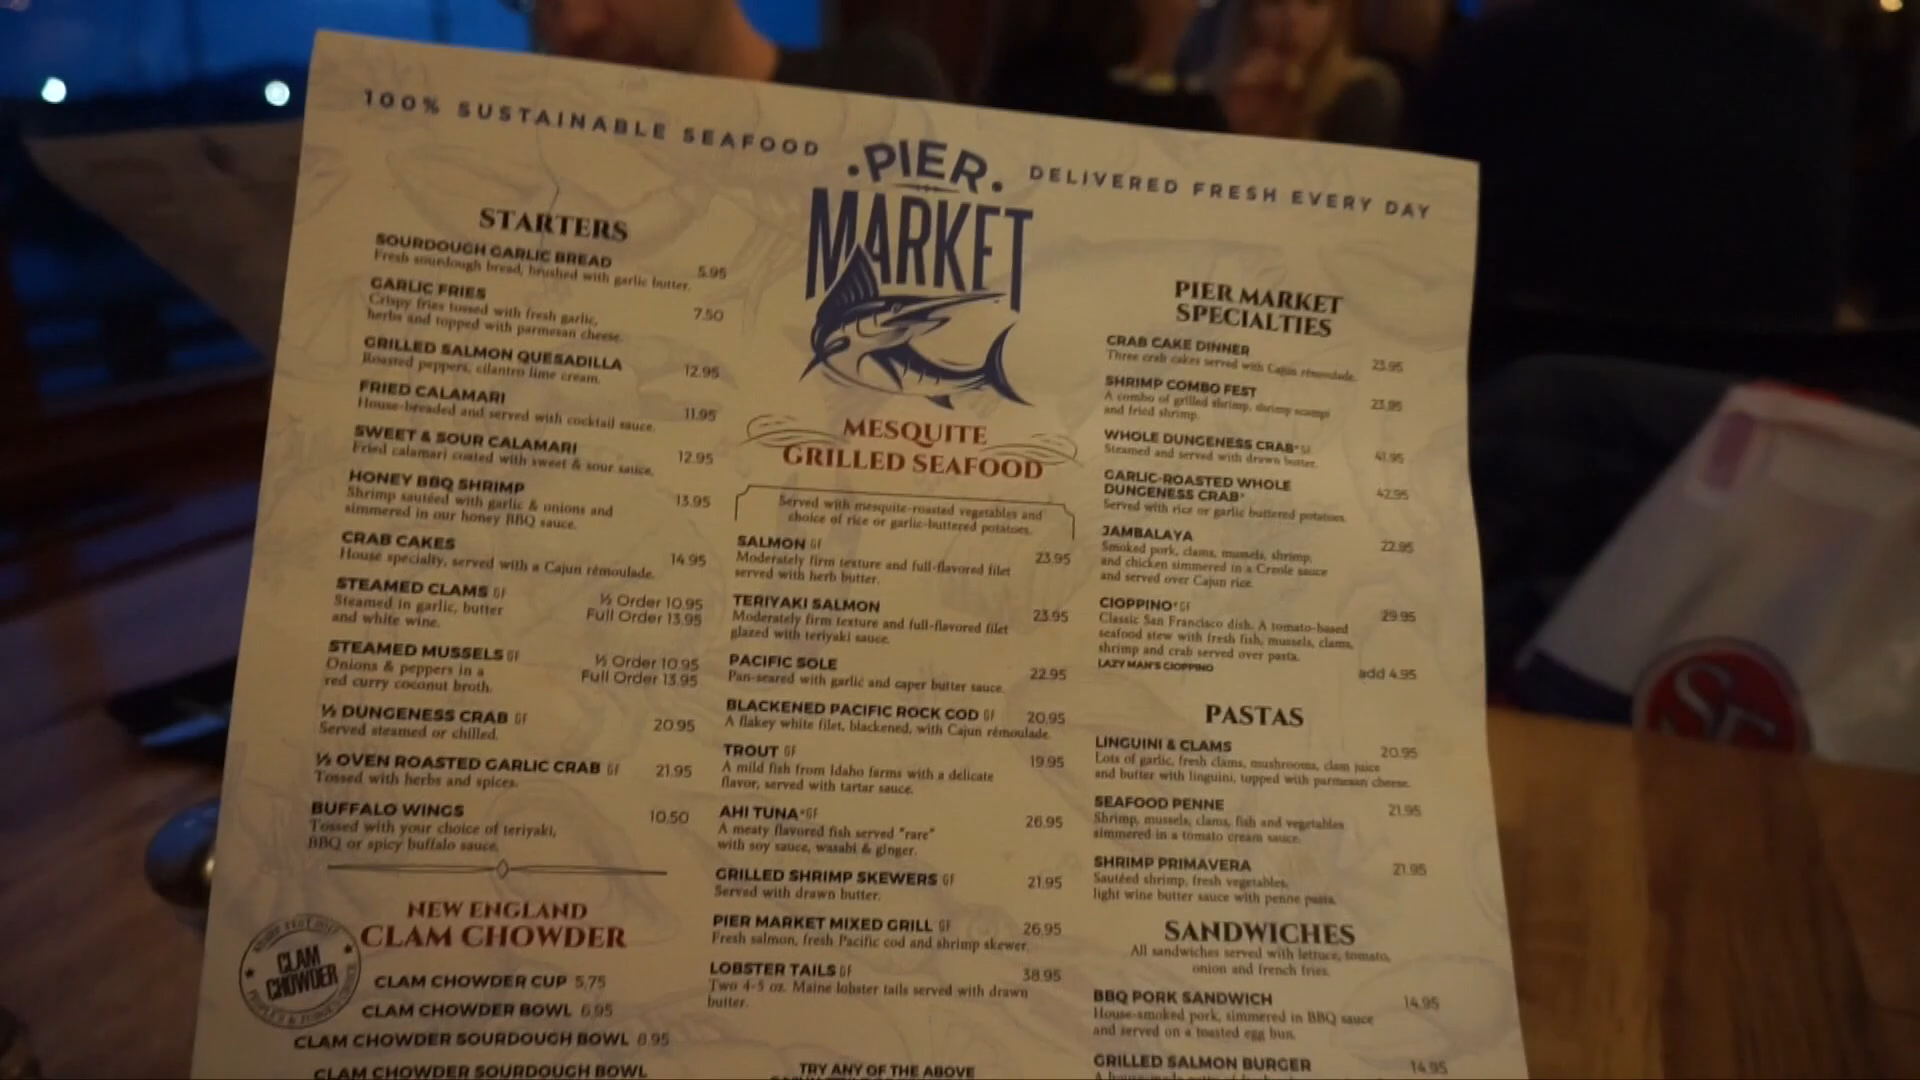 100% SUSTAINABLE SEAFOOD
PIER
MARKET
DELIVERED FRESH EVERY DAY
STARTERS
SOURDOUGH GARLIC BREAD
Fresh sourdough bread, brushed with garlic butter. 5.95
GARLIC FRIES
Crispy fries tossed with fresh garlic, 7.50
herbs and topped with parmesan cheese.
GRILLED SALMON QUESADILLA
Roasted peppers, cilantro lime cream. 12.95
FRIED CALAMARI
House-breaded and served with cocktail sauce. 11.95
SWEET & SOUR CALAMARI
Fried calamari coated with sweet & sour sauce. 12.95
HONEY BBQ SHRIMP
Shrimp sautéed with garlic & onions and 13.95
simmered in our honey BBQ sauce.
CRAB CAKES
House specialty, served with a Cajun rémoulade. 14.95
STEAMED CLAMS GF ½ Order 10.95
Steamed in garlic, butter Full Order 13.95
and white wine.
STEAMED MUSSELS GF ½ Order 10.95
Onions & peppers in a Full Order 13.95
red curry coconut broth.
½ DUNGENESS CRAB GF 20.95
Served steamed or chilled.
½ OVEN ROASTED GARLIC CRAB GF 21.95
Tossed with herbs and spices.
BUFFALO WINGS 10.50
Tossed with your choice of teriyaki,
BBQ or spicy buffalo sauce.
NEW ENGLAND
CLAM CHOWDER
CLAM
CHOWDER
CLAM CHOWDER CUP 5.75
CLAM CHOWDER BOWL 6.95
CLAM CHOWDER SOURDOUGH BOWL 8.95
CLAM CHOWDER SOURDOUGH BOWL
MESQUITE
GRILLED SEAFOOD
Served with mesquite-roasted vegetables and
choice of rice or garlic-buttered potatoes.
SALMON GF 23.95
Moderately firm texture and full-flavored filet
served with herb butter.
TERIYAKI SALMON 23.95
Moderately firm texture and full-flavored filet
glazed with teriyaki sauce.
PACIFIC SOLE 22.95
Pan-seared with garlic and caper butter sauce.
BLACKENED PACIFIC ROCK COD GF 20.95
A flakey white filet, blackened, with Cajun rémoulade.
TROUT GF 19.95
A mild fish from Idaho farms with a delicate
flavor, served with tartar sauce.
AHI TUNA* GF 26.95
A meaty flavored fish served "rare"
with soy sauce, wasabi & ginger.
GRILLED SHRIMP SKEWERS GF 21.95
Served with drawn butter.
PIER MARKET MIXED GRILL GF 26.95
Fresh salmon, fresh Pacific cod and shrimp skewer.
LOBSTER TAILS GF 38.95
Two 4-5 oz. Maine lobster tails served with drawn
butter.
TRY ANY OF THE ABOVE
PIER MARKET
SPECIALTIES
CRAB CAKE DINNER
Three crab cakes served with Cajun rémoulade. 23.95
SHRIMP COMBO FEST
A combo of grilled shrimp, shrimp scampi 23.95
and fried shrimp.
WHOLE DUNGENESS CRAB* GF
Steamed and served with drawn butter. 41.95
GARLIC-ROASTED WHOLE
DUNGENESS CRAB* 42.95
Served with rice or garlic buttered potatoes.
JAMBALAYA 22.95
Smoked pork, clams, mussels, shrimp,
and chicken simmered in a Creole sauce
and served over Cajun rice.
CIOPPINO* GF 29.95
Classic San Francisco dish. A tomato-based
seafood stew with fresh fish, mussels, clams,
shrimp and crab served over pasta.
LAZY MAN'S CIOPPINO add 4.95
PASTAS
LINGUINI & CLAMS 20.95
Lots of garlic, fresh clams, mushrooms, clam juice
and butter with linguini, topped with parmesan cheese.
SEAFOOD PENNE 21.95
Shrimp, mussels, clams, fish and vegetables
simmered in a tomato cream sauce.
SHRIMP PRIMAVERA 21.95
Sautéed shrimp, fresh vegetables,
light wine butter sauce with penne pasta.
SANDWICHES
All sandwiches served with lettuce, tomato,
onion and french fries.
BBQ PORK SANDWICH 14.95
House-smoked pork, simmered in BBQ sauce
and served on a toasted egg bun.
GRILLED SALMON BURGER 14.95
SF